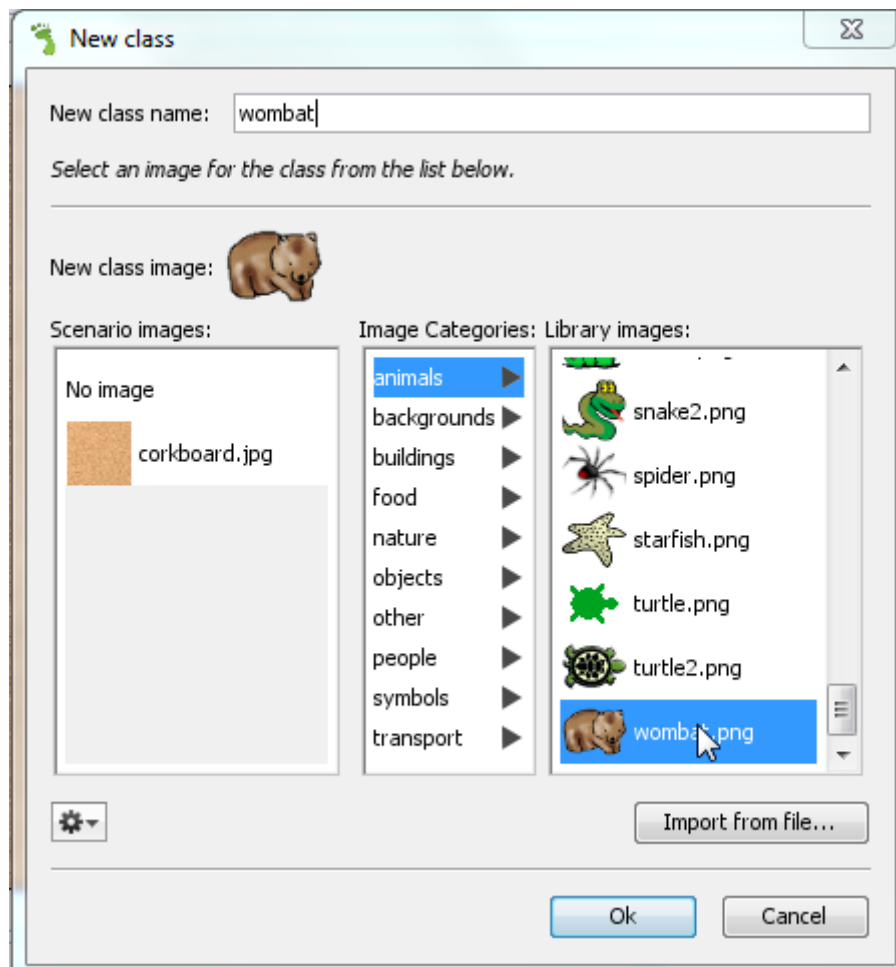 New class
New class name: wombat
Select an image for the class from the list below.
New class image:
Scenario images:
No image
corkboard.jpg
Image Categories:
animals
backgrounds
buildings
food
nature
objects
other
people
symbols
transport
Library images:
snake2.png
spider.png
starfish.png
turtle.png
turtle2.png
wombat.png
Import from file...
Ok
Cancel